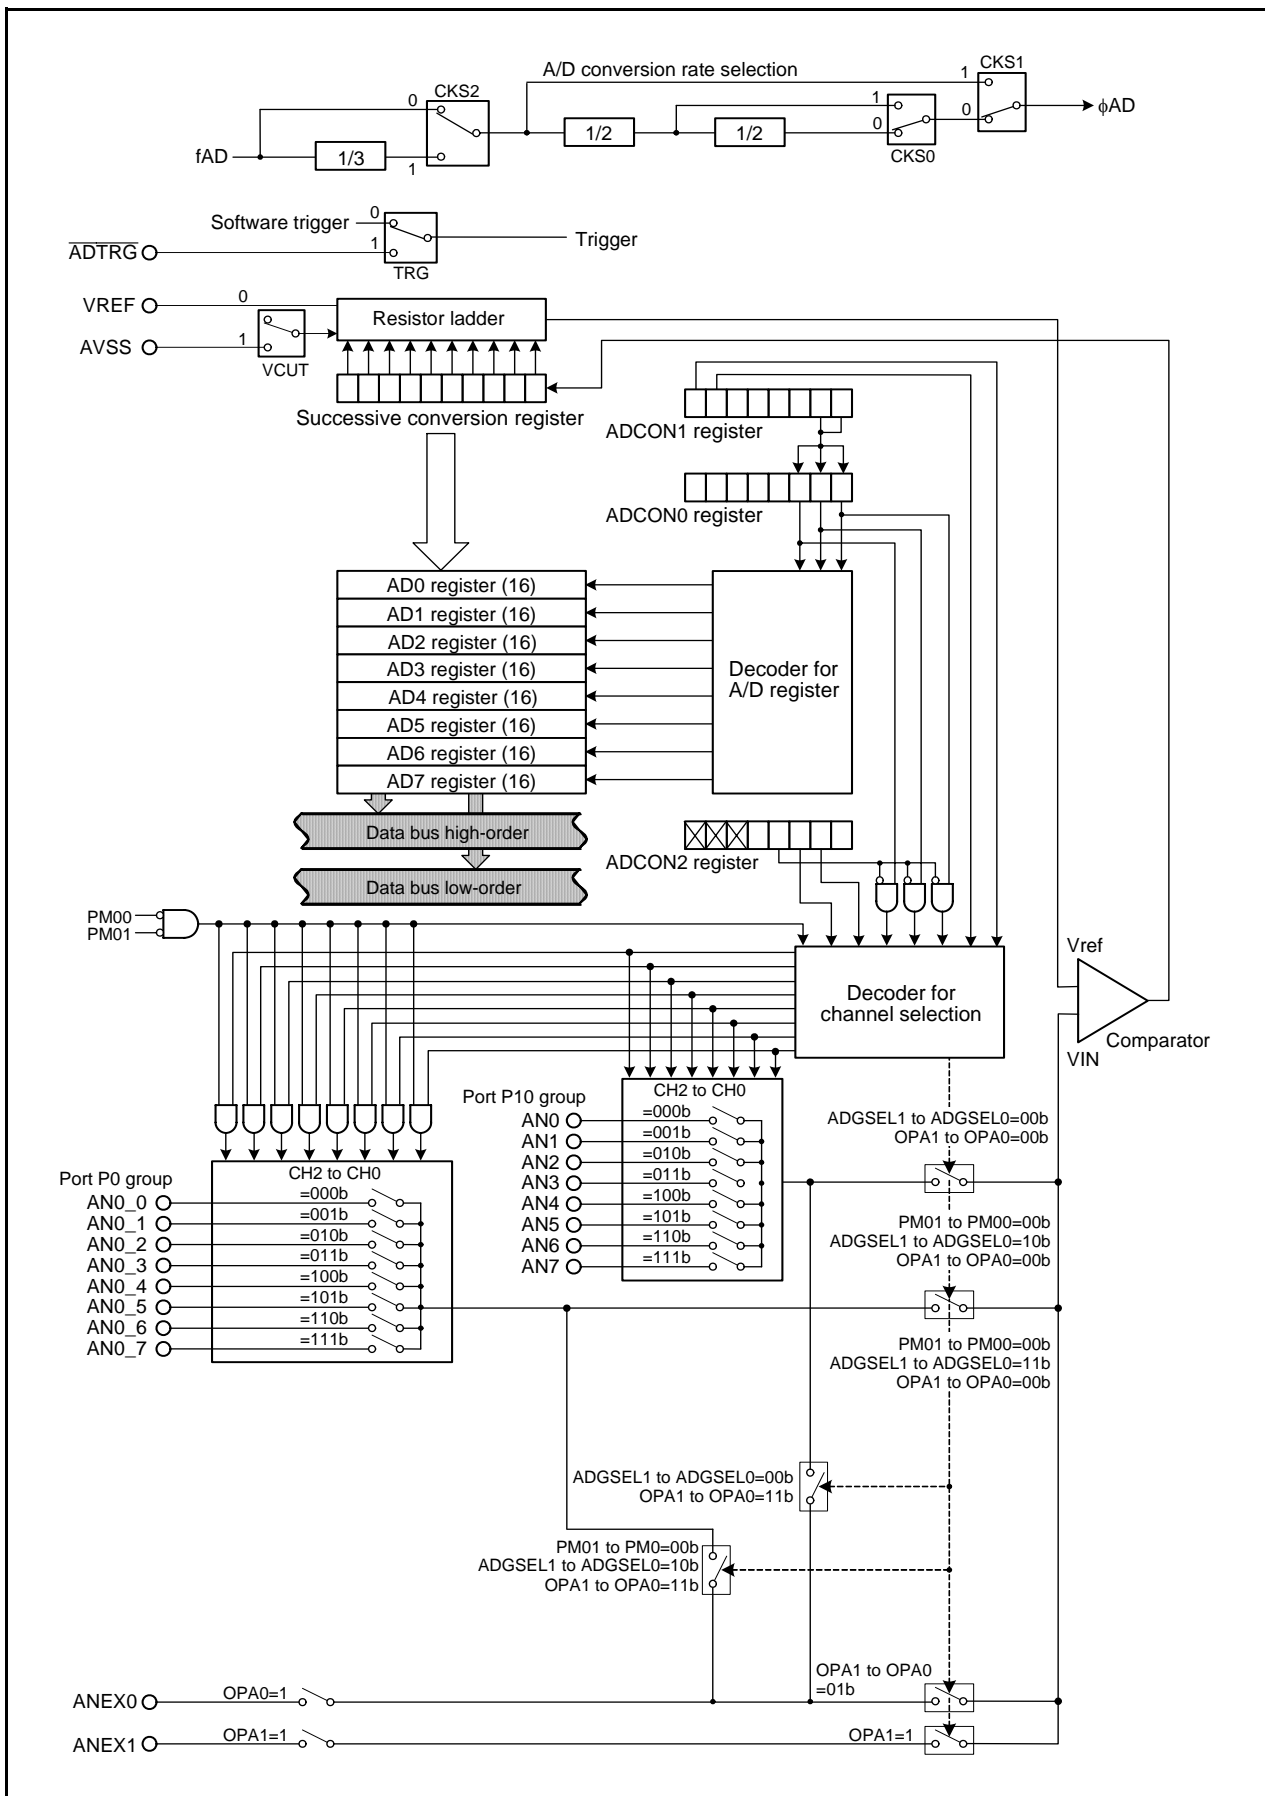 A/D conversion rate selection
CKS1
1
CKS2
0
1
φAD
0
1/2
1/2
0
fAD
1/3
1
CKS0
Software trigger
0
Trigger
ADTRG
1
TRG
VREF
0
Resistor ladder
AVSS
1
VCUT
Successive conversion register
ADCON1 register
ADCON0 register
AD0 register (16)
AD1 register (16)
AD2 register (16)
AD3 register (16)
AD4 register (16)
AD5 register (16)
AD6 register (16)
AD7 register (16)
Decoder for
A/D register
Data bus high-order
ADCON2 register
Data bus low-order
PM00
PM01
Decoder for
channel selection
Vref
VIN
Comparator
Port P10 group
CH2 to CH0
AN0
=000b
AN1
=001b
AN2
=010b
AN3
=011b
AN4
=100b
AN5
=101b
AN6
=110b
AN7
=111b
ADGSEL1 to ADGSEL0=00b
OPA1 to OPA0=00b
Port P0 group
CH2 to CH0
AN0_0
=000b
AN0_1
=001b
AN0_2
=010b
AN0_3
=011b
AN0_4
=100b
AN0_5
=101b
AN0_6
=110b
AN0_7
=111b
PM01 to PM00=00b
ADGSEL1 to ADGSEL0=10b
OPA1 to OPA0=00b
PM01 to PM00=00b
ADGSEL1 to ADGSEL0=11b
OPA1 to OPA0=00b
ADGSEL1 to ADGSEL0=00b
OPA1 to OPA0=11b
PM01 to PM0=00b
ADGSEL1 to ADGSEL0=10b
OPA1 to OPA0=11b
OPA1 to OPA0
=01b
ANEX0
OPA0=1
ANEX1
OPA1=1
OPA1=1